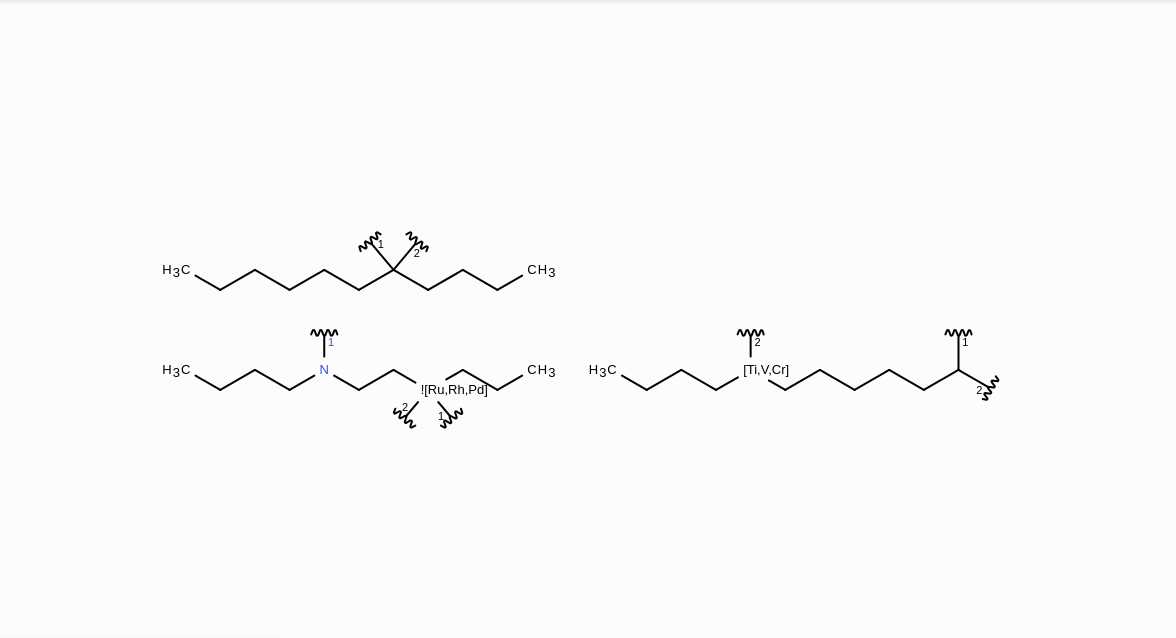 1 2
H3C CH3
1 2 1
H3C N CH3 H3C [Ti,V,Cr]
![Ru,Rh,Pd] 2
2 1